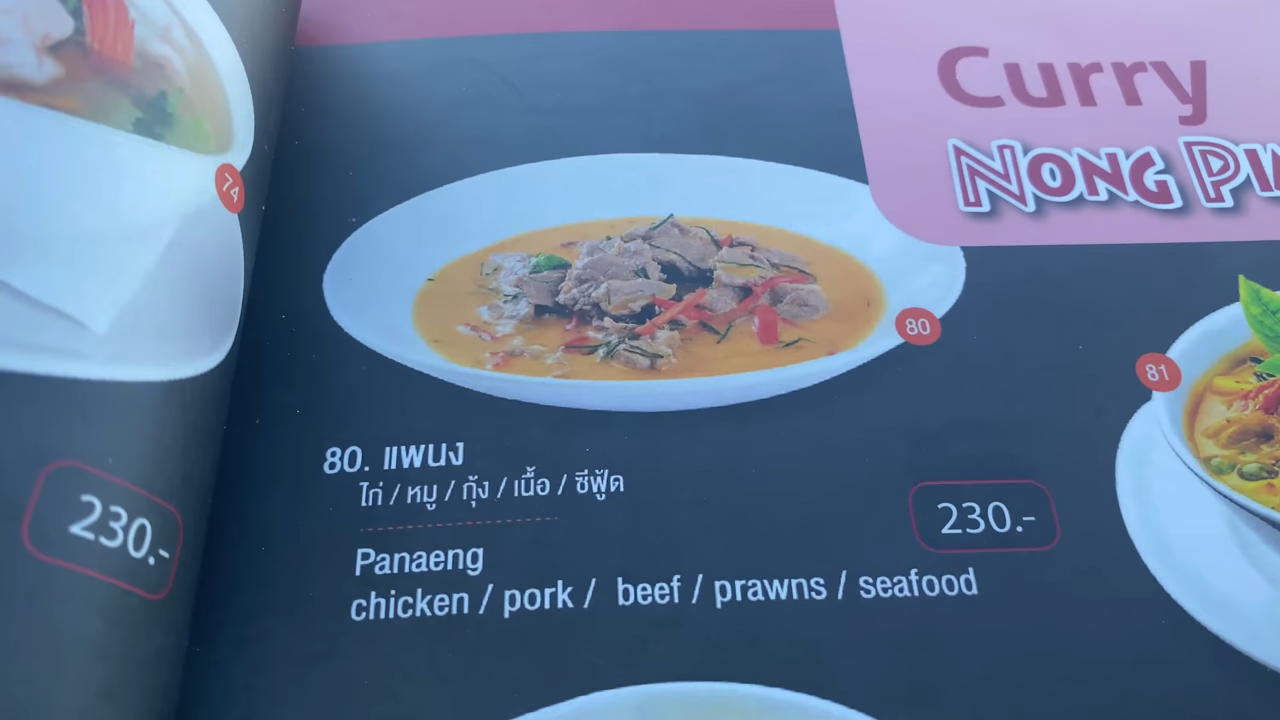 Curry
NONG
74
80
81
80. แพนง
ไก่ / หมู / กุ้ง / เนื้อ / ซีฟู้ด
230.-
230.-
Panaeng
chicken / pork / beef / prawns / seafood